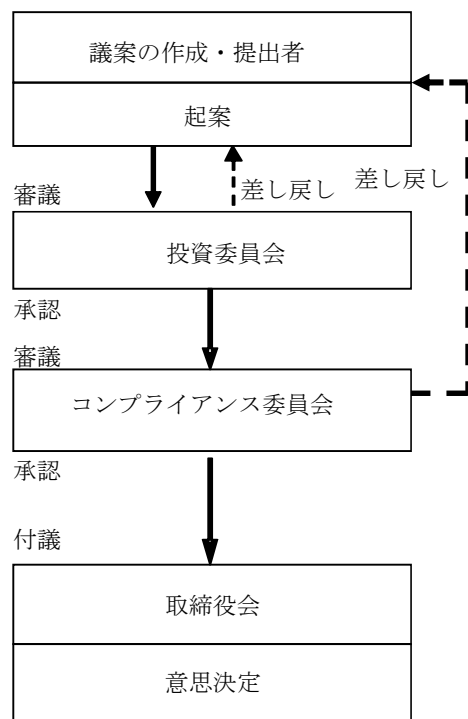 議案の作成・提出者
起案
審議
差し戻し
差し戻し
投資委員会
承認
審議
コンプライアンス委員会
承認
付議
取締役会
意思決定